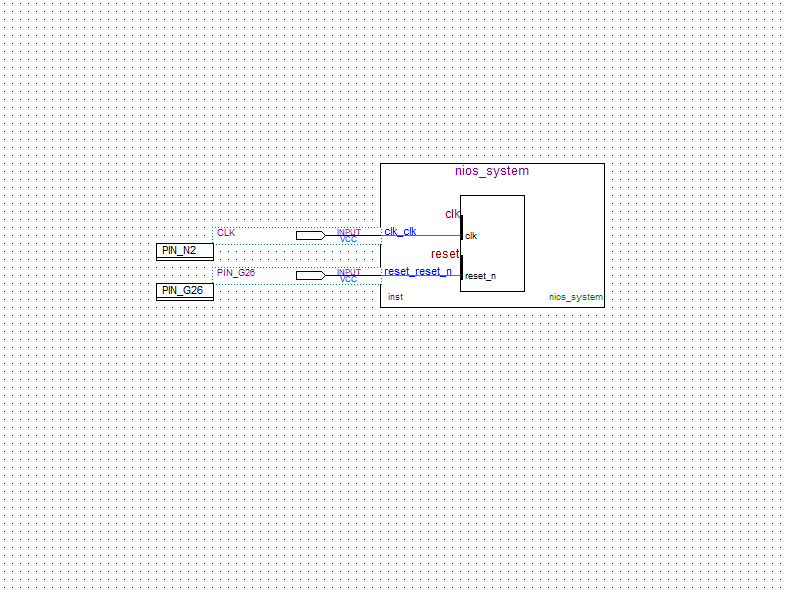 nios_system
clk
CLK
INPUT
VCC
clk_clk
clk
PIN_N2
reset
PIN_G26
INPUT
VCC
reset_reset_n
reset_n
PIN_G26
inst
nios_system